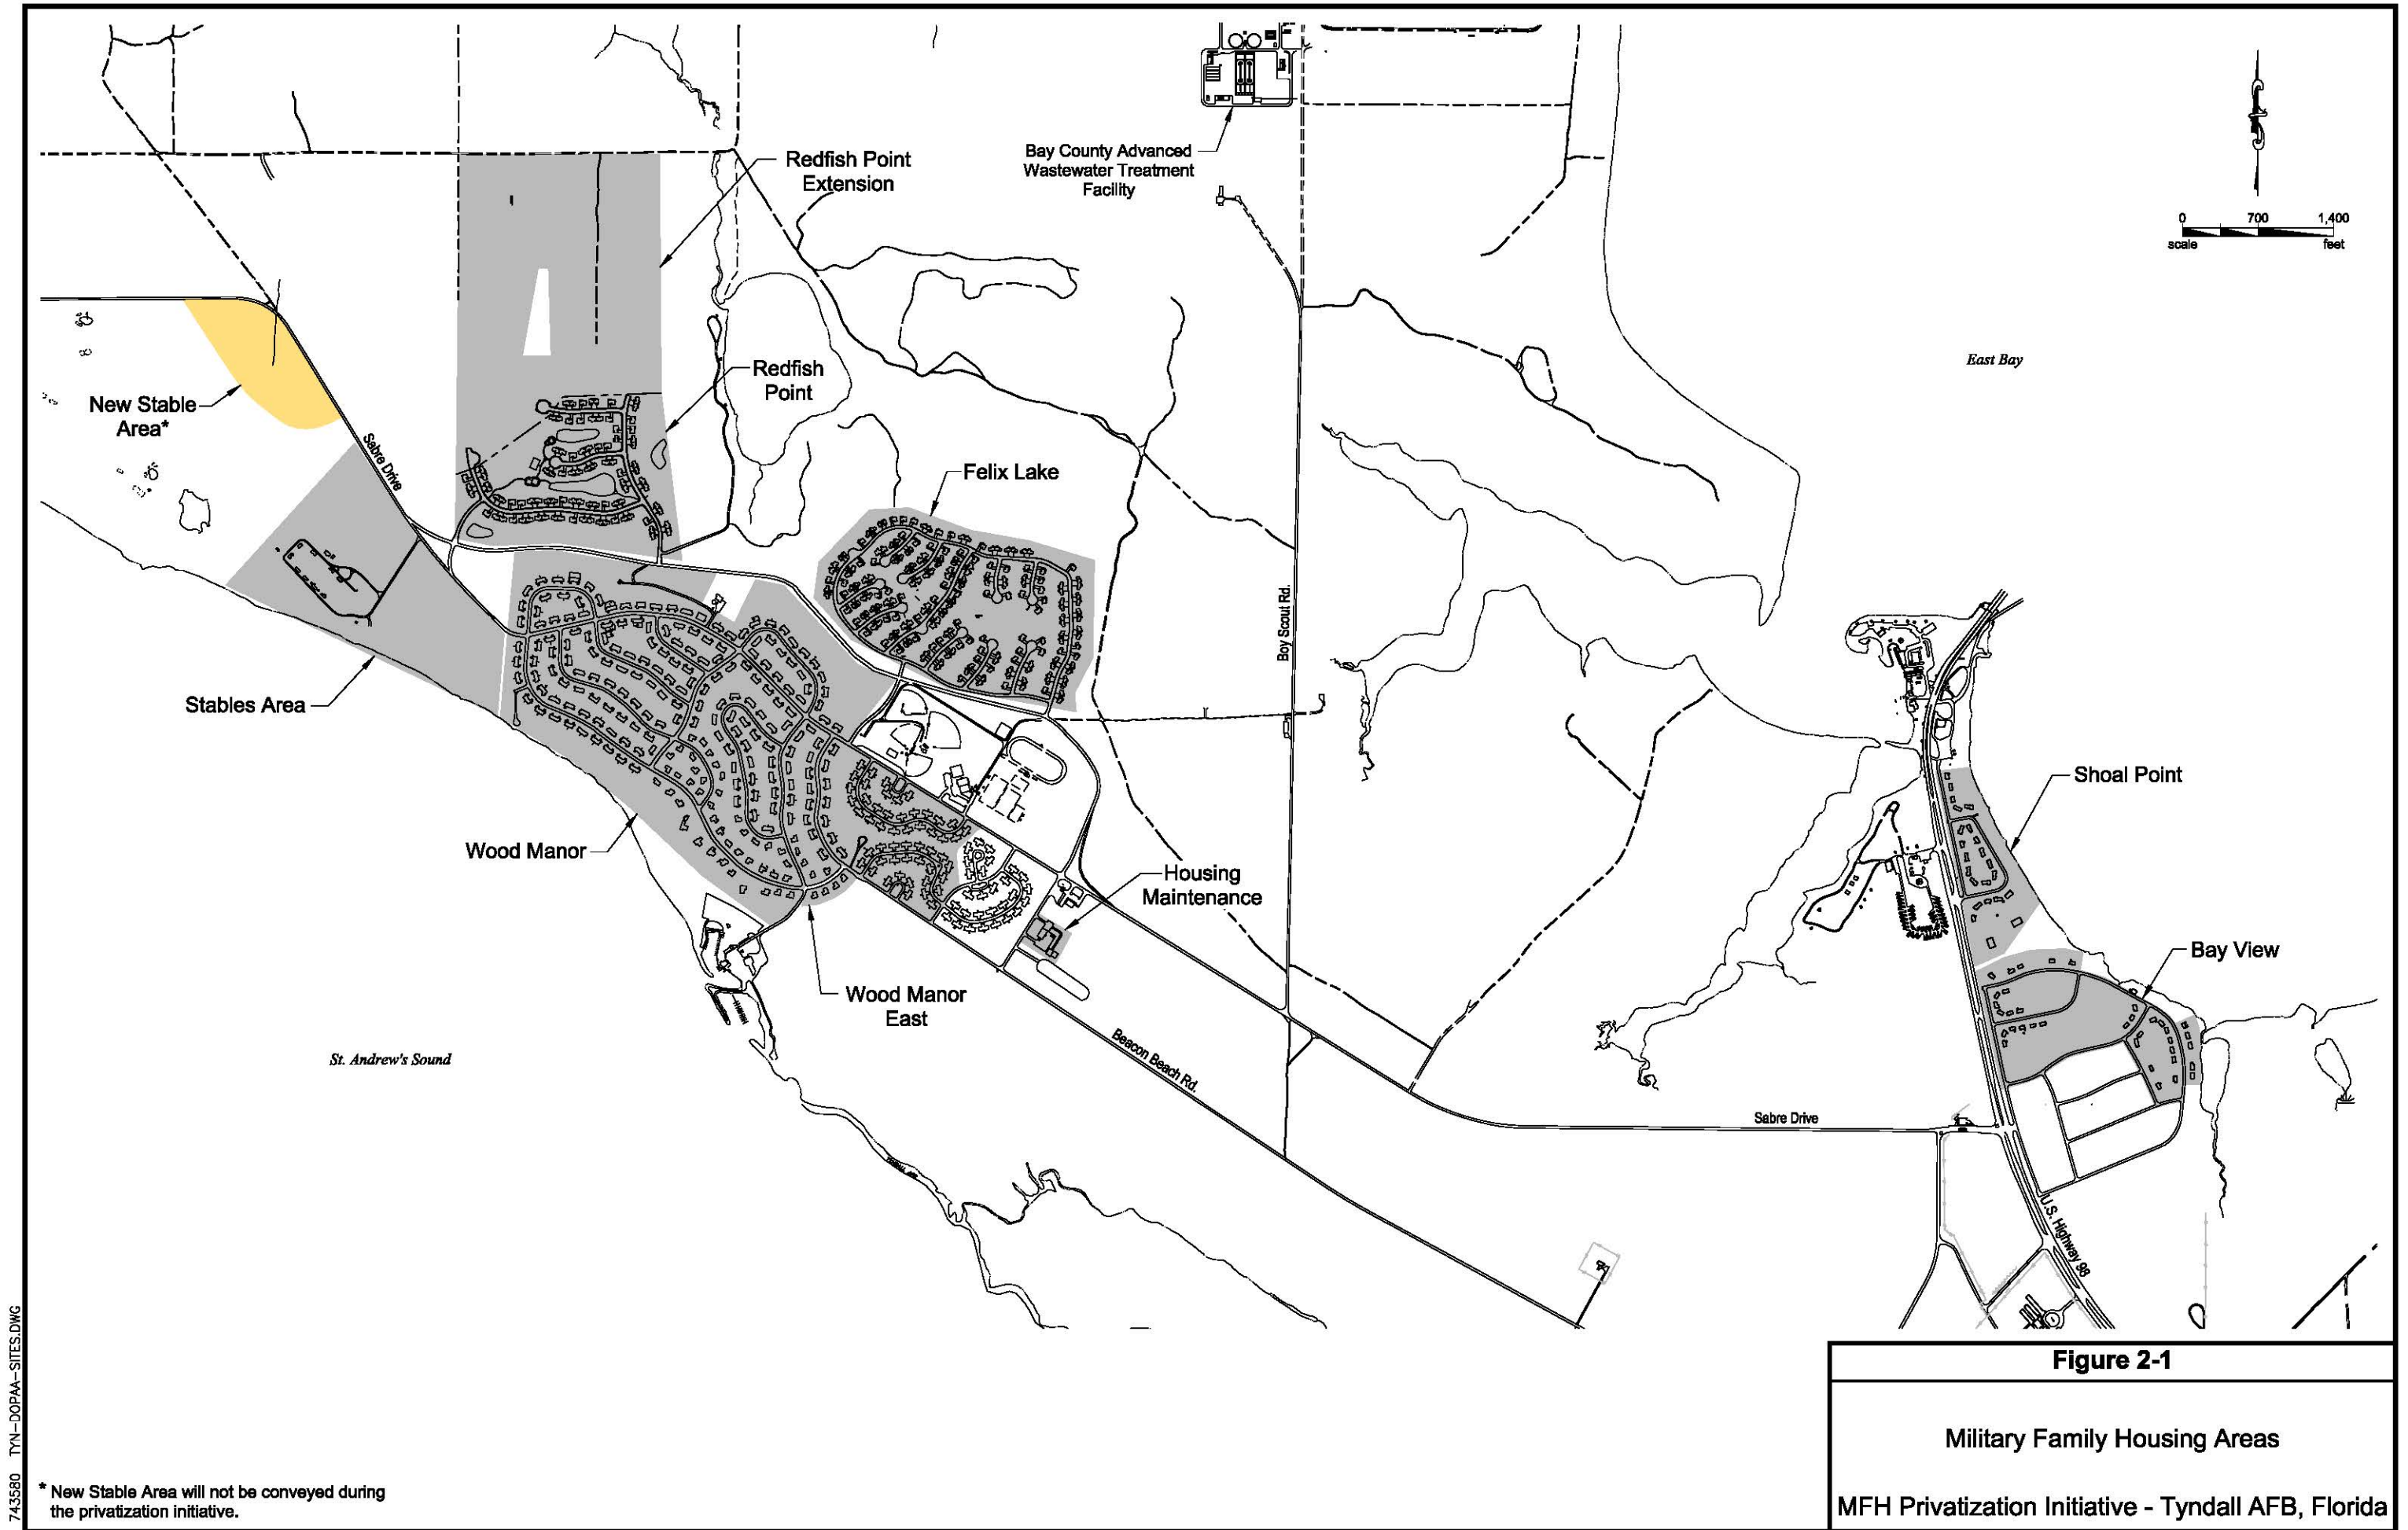 Redfish Point
Extension
Bay County Advanced
Wastewater Treatment
Facility
0 700 1,400
scale feet
East Bay
Redfish
Point
New Stable
Area*
Sabre Drive
Felix Lake
Boy Scout Rd.
Stables Area
Shoal Point
Wood Manor
Housing
Maintenance
Bay View
Wood Manor
East
St. Andrew's Sound
Beacon Beach Rd.
Sabre Drive
U.S. Highway 98
Figure 2-1
Military Family Housing Areas
MFH Privatization Initiative - Tyndall AFB, Florida
* New Stable Area will not be conveyed during
the privatization initiative.
743580 TYN-DOPAA-SITES.DWG